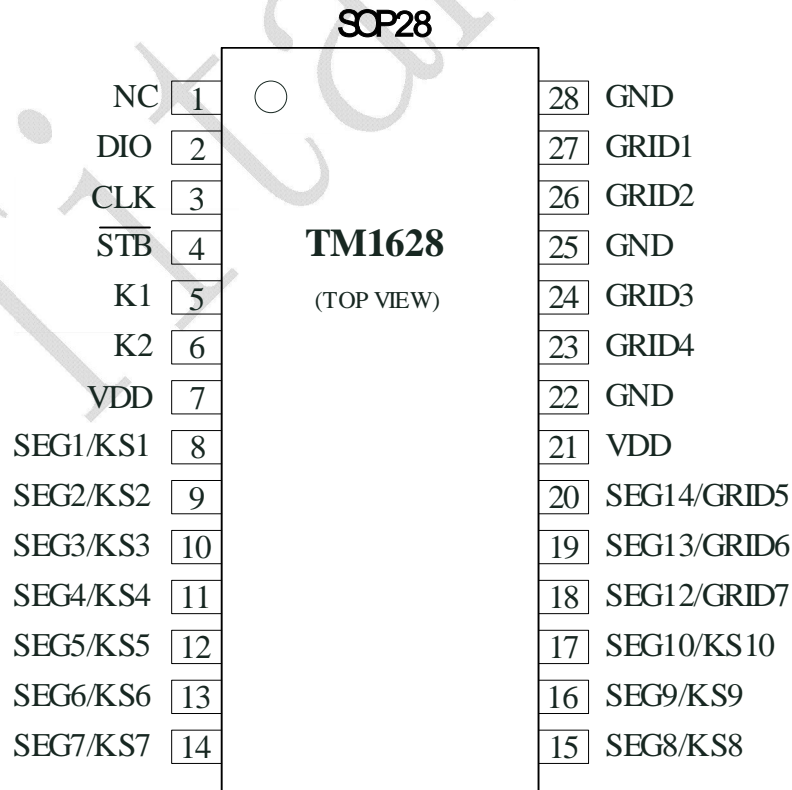 SOP28
NC 1 28 GND
DIO 2 27 GRID1
CLK 3 26 GRID2
STB 4 TM1628 25 GND
K1 5 (TOP VIEW) 24 GRID3
K2 6 23 GRID4
VDD 7 22 GND
SEG1/KS1 8 21 VDD
SEG2/KS2 9 20 SEG14/GRID5
SEG3/KS3 10 19 SEG13/GRID6
SEG4/KS4 11 18 SEG12/GRID7
SEG5/KS5 12 17 SEG10/KS10
SEG6/KS6 13 16 SEG9/KS9
SEG7/KS7 14 15 SEG8/KS8